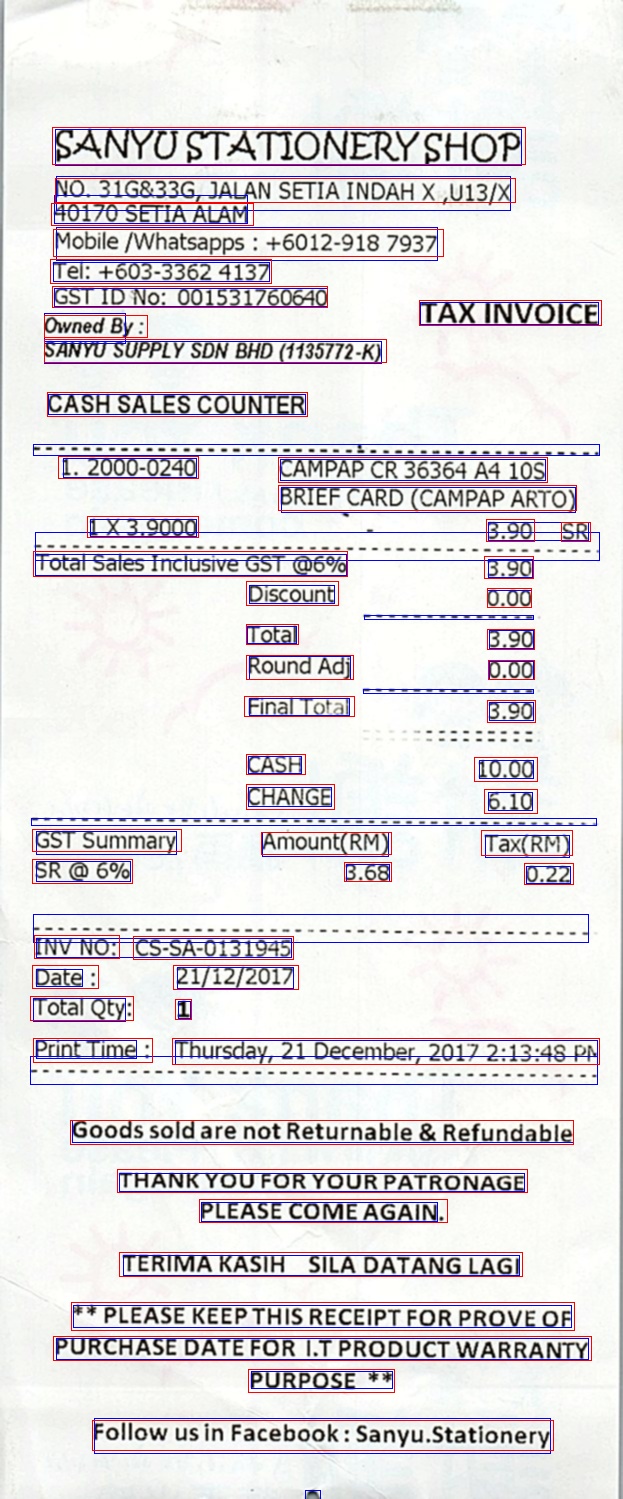 SANYU STATIONERY SHOP
NO. 31G&33G, JALAN SETIA INDAH X ,U13/X
40170 SETIA ALAM
Mobile /Whatsapps : +6012-918 7937
Tel: +603-3362 4137
GST ID No: 001531760640
TAX INVOICE
Owned By :
SANYU SUPPLY SDN BHD (1135772-K)
CASH SALES COUNTER
1. 2000-0240 CAMPAP CR 36364 A4 10S
BRIEF CARD (CAMPAP ARTO)
1 X 3.9000 - 3.90 SR
Total Sales Inclusive GST @6% 3.90
Discount 0.00
Total 3.90
Round Adj 0.00
Final Total 3.90
CASH 10.00
CHANGE 6.10
GST Summary Amount(RM) Tax(RM)
SR @ 6% 3.68 0.22
INV NO: CS-SA-0131945
Date : 21/12/2017
Total Qty: 1
Print Time : Thursday, 21 December, 2017 2:13:48 PM
Goods sold are not Returnable & Refundable
THANK YOU FOR YOUR PATRONAGE
PLEASE COME AGAIN.
TERIMA KASIH SILA DATANG LAGI
** PLEASE KEEP THIS RECEIPT FOR PROVE OF
PURCHASE DATE FOR I.T PRODUCT WARRANTY
PURPOSE **
Follow us in Facebook : Sanyu.Stationery